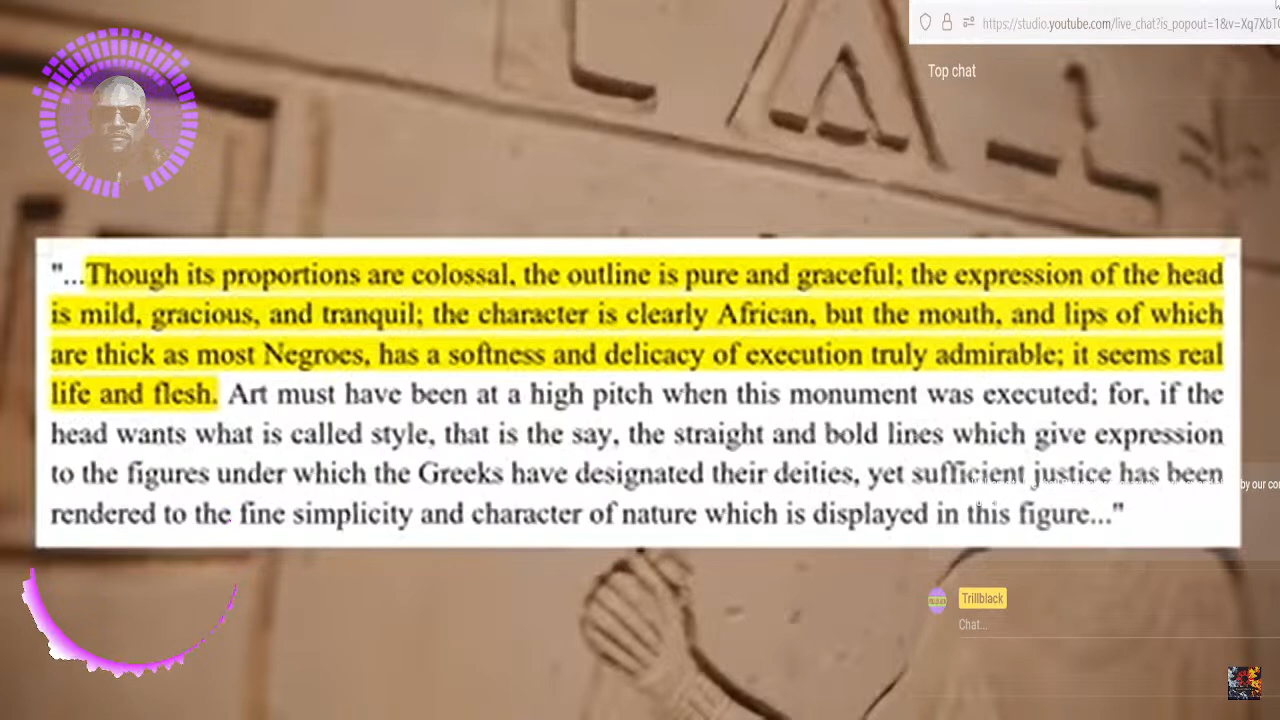 https://studio.youtube.com/live_chat?is_popout=1&v=Xq7Xb1
Top chat
"...Though its proportions are colossal, the outline is pure and graceful; the expression of the head
is mild, gracious, and tranquil; the character is clearly African, but the mouth, and lips of which
are thick as most Negroes, has a softness and delicacy of execution truly admirable; it seems real
life and flesh. Art must have been at a high pitch when this monument was executed; for, if the
head wants what is called style, that is the say, the straight and bold lines which give expression
to the figures under which the Greeks have designated their deities, yet sufficient justice has been
rendered to the fine simplicity and character of nature which is displayed in this figure..."
by our
Trillblack
Chat...